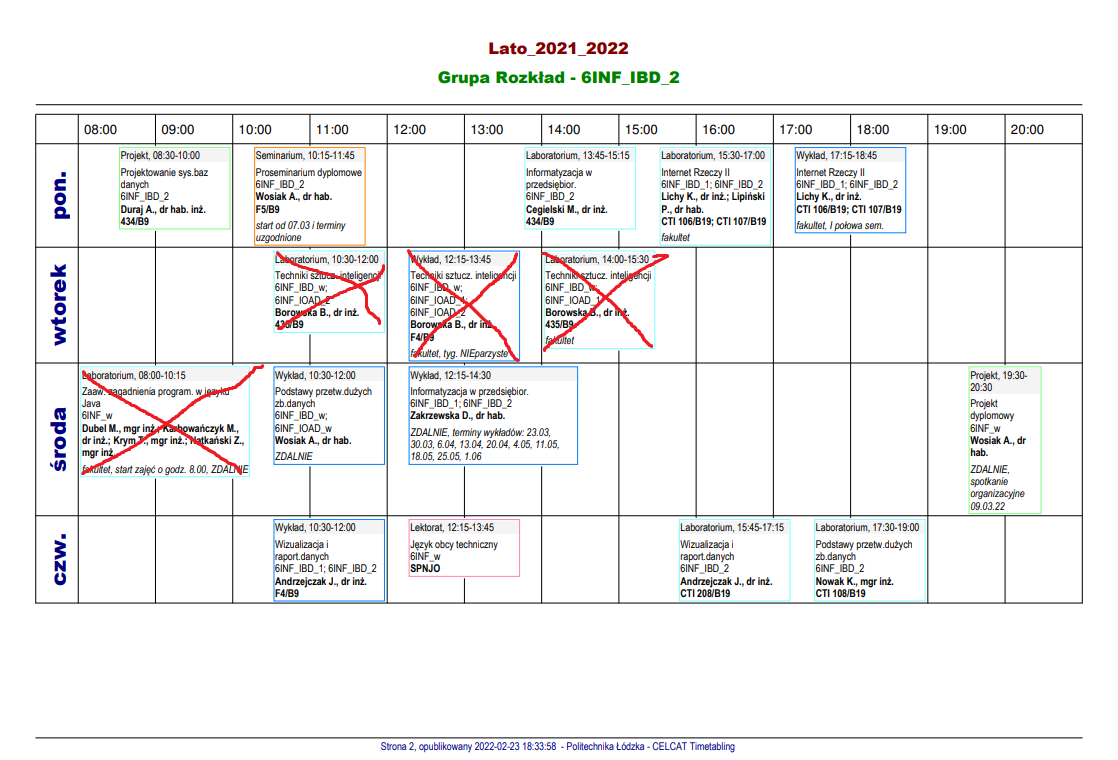 Lato_2021_2022
Grupa Rozkład - 6INF_IBD_2
08:00 09:00 10:00 11:00 12:00 13:00 14:00 15:00 16:00 17:00 18:00 19:00 20:00
pon.
Projekt, 08:30-10:00
Projektowanie sys.baz
danych
6INF_IBD_2
Duraj A., dr hab. inż.
434/B9
Seminarium, 10:15-11:45
Proseminarium dyplomowe
6INF_IBD_2
Wosiak A., dr hab.
F5/B9
start od 07.03 i terminy
uzgodnione
Laboratorium, 13:45-15:15
Informatyzacja w
przedsiębior.
6INF_IBD_2
Cegielski M., dr inż.
434/B9
Laboratorium, 15:30-17:00
Internet Rzeczy II
6INF_IBD_1; 6INF_IBD_2
Lichy K., dr inż.; Lipiński
P., dr hab.
CTI 106/B19; CTI 107/B19
fakultet
Wykład, 17:15-18:45
Internet Rzeczy II
6INF_IBD_1; 6INF_IBD_2
Lichy K., dr inż.
CTI 106/B19; CTI 107/B19
fakultet, I połowa sem.
wtorek
Laboratorium, 10:30-12:00
Techniki sztucz. inteligencji
6INF_IBD_w;
6INF_IOAD_2
Borowska B., dr inż.
435/B9
Wykład, 12:15-13:45
Techniki sztucz. inteligencji
6INF_IBD_w;
6INF_IOAD_1;
6INF_IOAD_2
Borowska B., dr inż.
F4/B9
fakultet, tyg. NIEparzyste
Laboratorium, 14:00-15:30
Techniki sztucz. inteligencji
6INF_IBD_w;
6INF_IOAD_1
Borowska B., dr inż.
435/B9
fakultet
środa
Laboratorium, 08:00-10:15
Zaaw. zagadnienia program. w języku
Java
6INF_w
Dubel M., mgr inż.; Karbowańczyk M.,
dr inż.; Krym T., mgr inż.; Natkański Z.,
mgr inż.
fakultet, start zajęć o godz. 8.00, ZDALNIE
Wykład, 10:30-12:00
Podstawy przetw.dużych
zb.danych
6INF_IBD_w;
6INF_IOAD_w
Wosiak A., dr hab.
ZDALNIE
Wykład, 12:15-14:30
Informatyzacja w przedsiębior.
6INF_IBD_1; 6INF_IBD_2
Zakrzewska D., dr hab.
ZDALNIE, terminy wykładów: 23.03,
30.03, 6.04, 13.04, 20.04, 4.05, 11.05,
18.05, 25.05, 1.06
Projekt, 19:30-
20:30
Projekt
dyplomowy
6INF_w
Wosiak A., dr
hab.
ZDALNIE,
spotkanie
organizacyjne
09.03.22
czw.
Wykład, 10:30-12:00
Wizualizacja i
raport.danych
6INF_IBD_1; 6INF_IBD_2
Andrzejczak J., dr inż.
F4/B9
Lektorat, 12:15-13:45
Język obcy techniczny
6INF_w
SPNJO
Laboratorium, 15:45-17:15
Wizualizacja i
raport.danych
6INF_IBD_2
Andrzejczak J., dr inż.
CTI 208/B19
Laboratorium, 17:30-19:00
Podstawy przetw.dużych
zb.danych
6INF_IBD_2
Nowak K., mgr inż.
CTI 108/B19
Strona 2, opublikowany 2022-02-23 18:33:58 - Politechnika Łódzka - CELCAT Timetabling